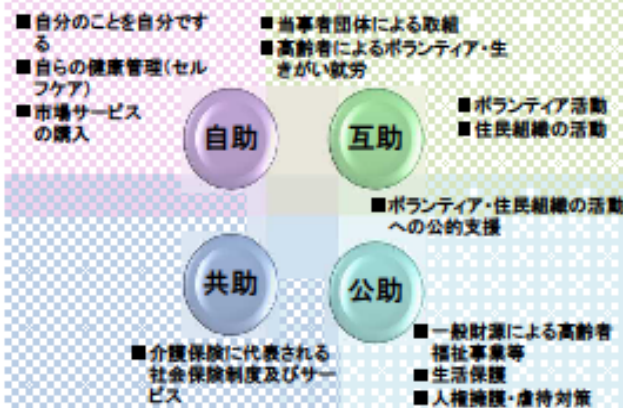 ■自分のことを自分です
る
■自らの健康管理(セル
フケア)
■市場サービス
の購入
■当事者団体による取組
■高齢者によるボランティア・生
きがい就労
■ボランティア活動
■住民組織の活動
自助
互助
■ボランティア・住民組織の活動
への公的支援
共助
公助
■介護保険に代表される
社会保険制度及びサー
ビス
■一般財源による高齢者
福祉事業等
■生活保護
■人権擁護・虐待対策